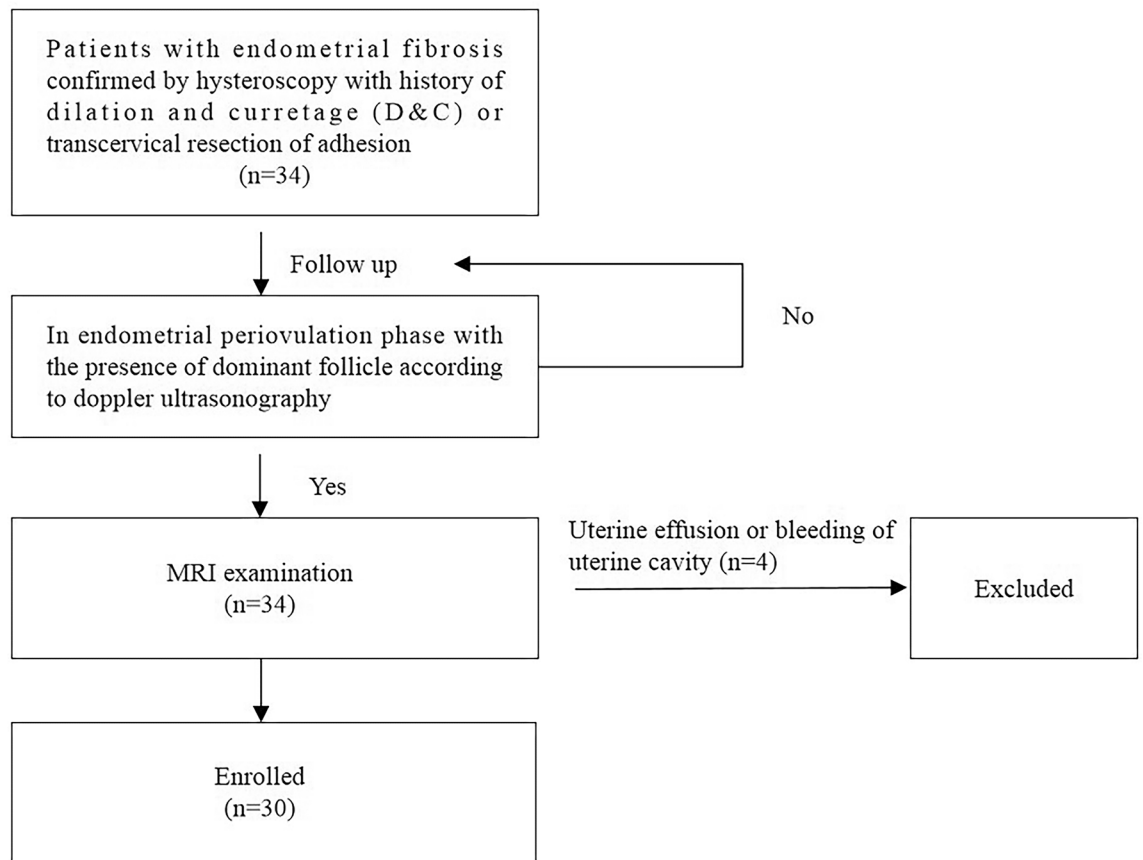 Patients with endometrial fibrosis
confirmed by hysteroscopy with history of
dilation and curretage (D&C) or
transcervical resection of adhesion
(n=34)
Follow up
No
In endometrial periovulation phase with
the presence of dominant follicle according
to doppler ultrasonography
Yes
MRI examination
(n=34)
Uterine effusion or bleeding of
uterine cavity (n=4)
Excluded
Enrolled
(n=30)